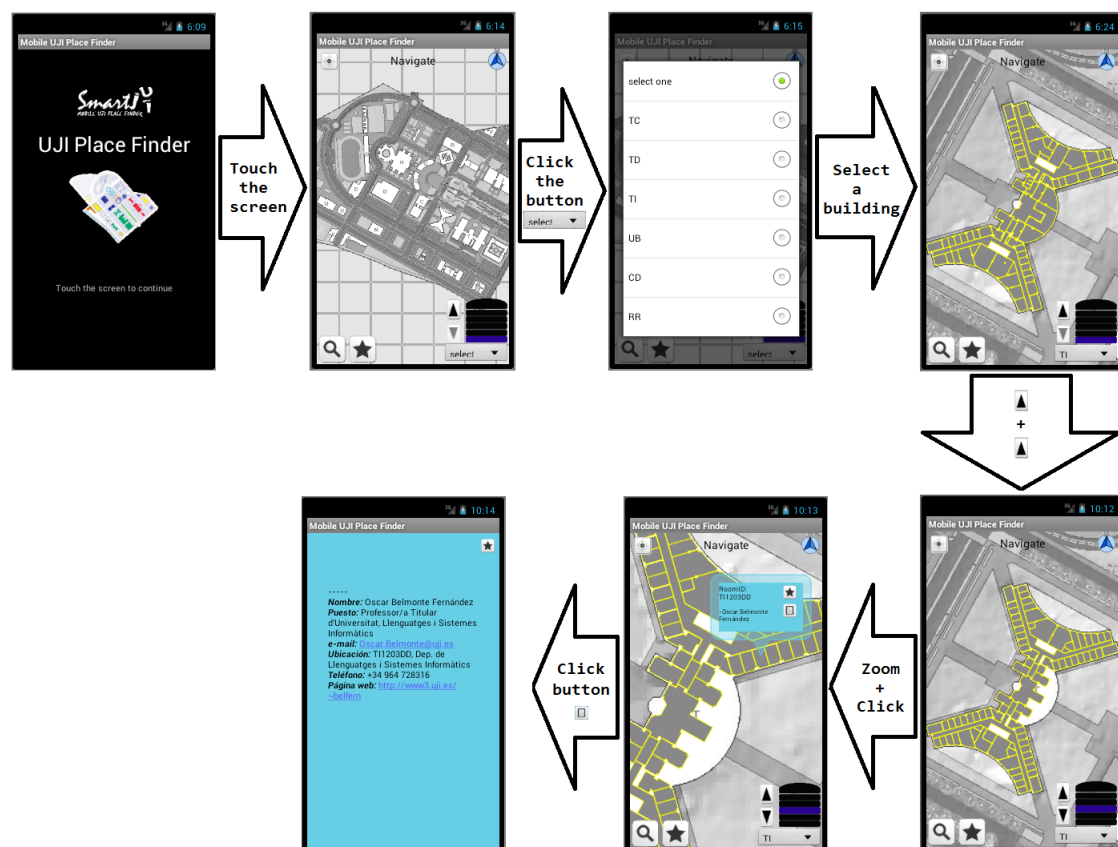 6:09
Mobile UJI Place Finder
SmartUJI
MOBILE UJI PLACE FINDER
UJI Place Finder
Touch the screen to continue
Touch
the
screen
6:14
Mobile UJI Place Finder
Navigate
select
Click
the
button
select
6:15
Mobile UJI Place Finder
Navigate
select one
TC
TD
TI
UB
CD
RR
select
Select
a
building
6:24
Mobile UJI Place Finder
Navigate
TI
+
10:12
Mobile UJI Place Finder
Navigate
TI
Zoom
+
Click
10:13
Mobile UJI Place Finder
Navigate
RoomID:
TI1203DD
-Oscar Belmonte
Fernández
TI
Click
button
10:14
Mobile UJI Place Finder
-----
Nombre: Oscar Belmonte Fernández
Puesto: Professor/a Titular
d'Universitat, Llenguatges i Sistemes
Informàtics
e-mail: Oscar.Belmonte@uji.es
Ubicación: TI1203DD, Dep. de
Llenguatges i Sistemes Informàtics
Teléfono: +34 964 728316
Página web: http://www3.uji.es/
~belfern